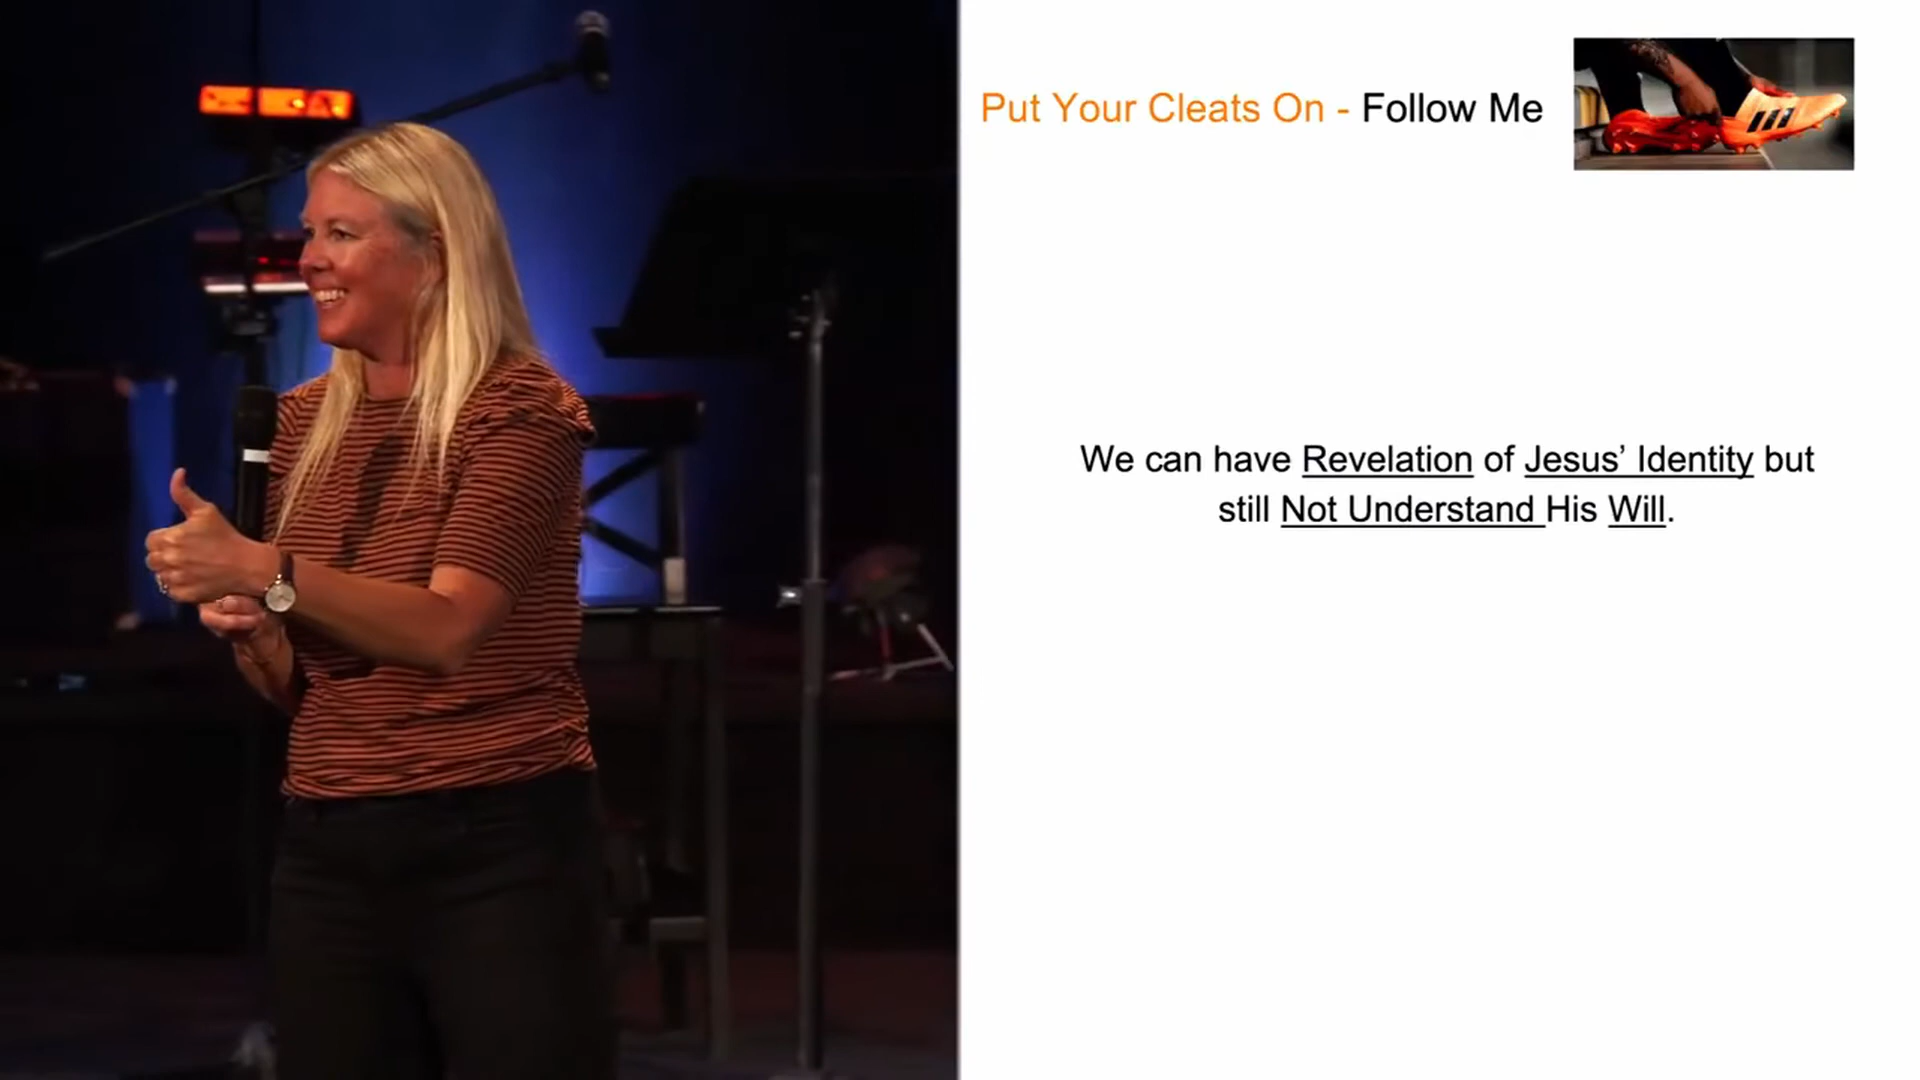 Put Your Cleats On - Follow Me
We can have Revelation of Jesus’ Identity but
still Not Understand His Will.